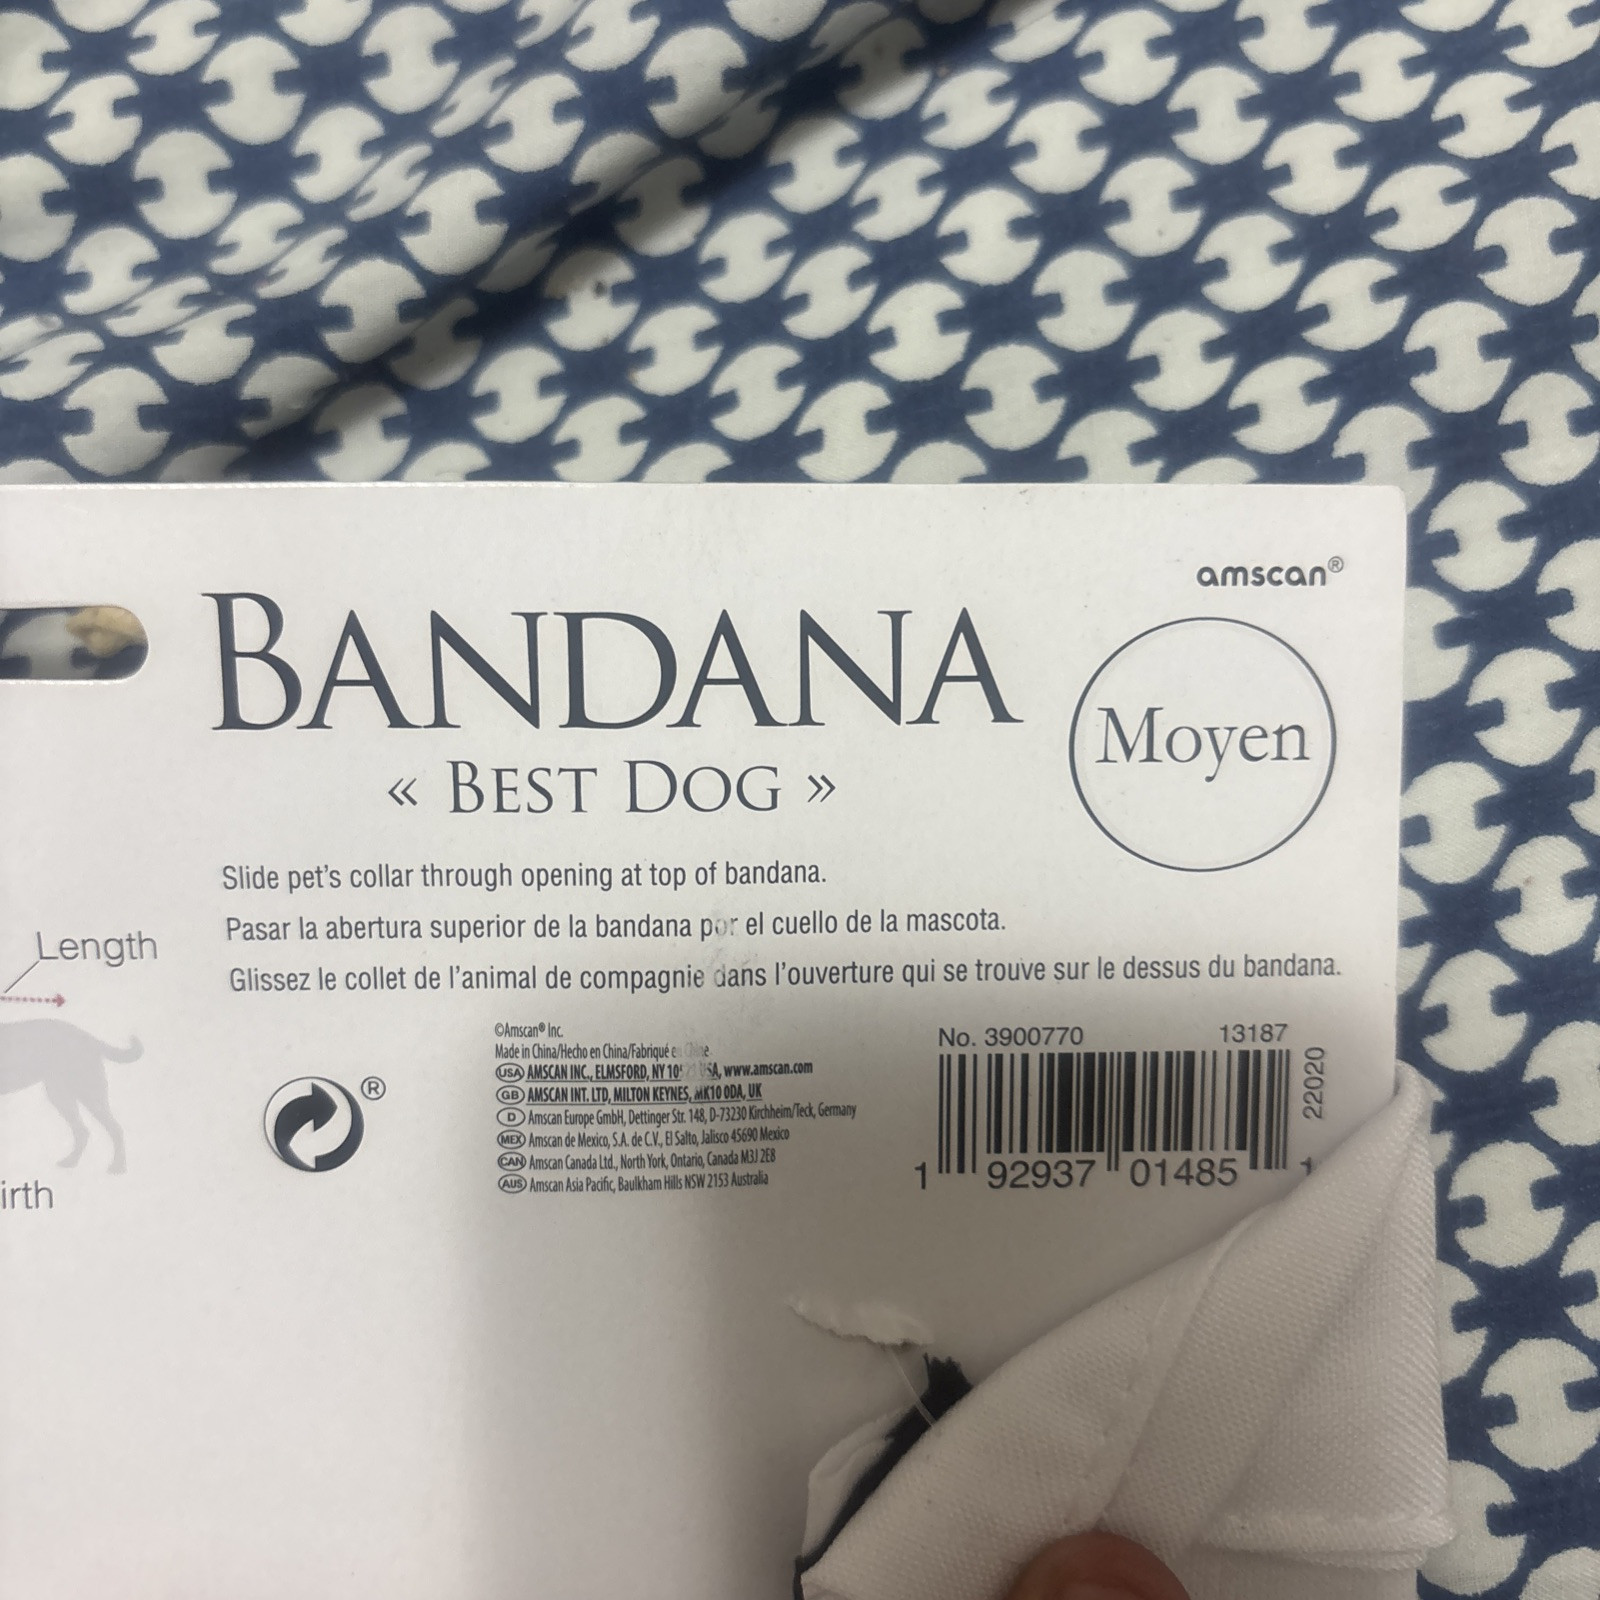 amscan®
BANDANA
« BEST DOG »
Moyen
Slide pet's collar through opening at top of bandana.
Pasar la abertura superior de la bandana por el cuello de la mascota.
Glissez le collet de l'animal de compagnie dans l'ouverture qui se trouve sur le dessus du bandana.
Length
irth
®
©Amscan® Inc.
Made in China/Hecho en China/Fabriqué en Chine
USA AMSCAN INC., ELMSFORD, NY USA, www.amscan.com
GB AMSCAN INT. LTD, MILTON KEYNES, MK10 0DA, UK
D Amscan Europe GmbH, Dettinger Str. 148, D-73230 Kirchheim/Teck, Germany
MEX Amscan de Mexico, S.A. de C.V., El Salto, Jalisco 45690 Mexico
CAN Amscan Canada Ltd., North York, Ontario, Canada M3J 2E8
AUS Amscan Asia Pacific, Baulkham Hills NSW 2153 Australia
No. 3900770 13187
22020
1 92937 01485 1